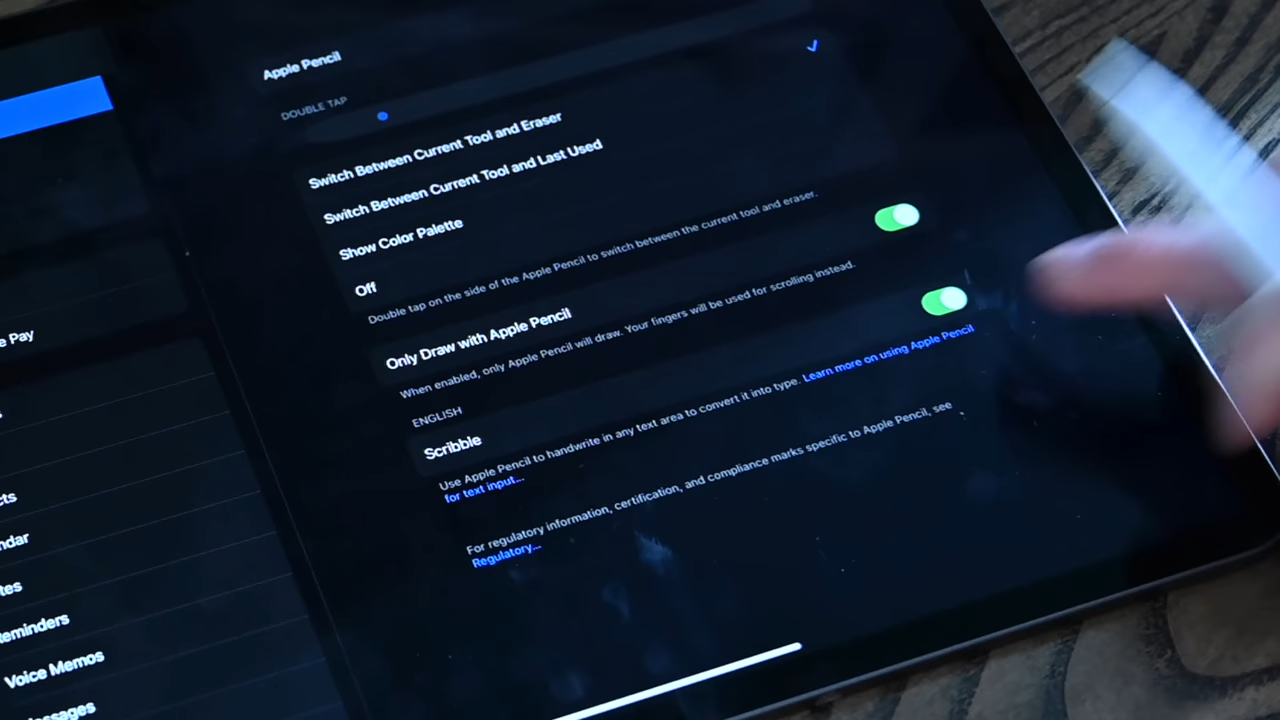 Apple Pencil
DOUBLE TAP
Switch Between Current Tool and Eraser
Switch Between Current Tool and Last Used
Show Color Palette
Off
Double tap on the side of the Apple Pencil to switch between the current tool and eraser.
Only Draw with Apple Pencil
When enabled, only Apple Pencil will draw. Your fingers will be used for scrolling instead.
ENGLISH
Scribble
Use Apple Pencil to handwrite in any text area to convert it into type. Learn more on using Apple Pencil
for text input...
For regulatory information, certification, and compliance marks specific to Apple Pencil, see
Regulatory...
e Pay
s
cts
ndar
tes
eminders
Voice Memos
essages